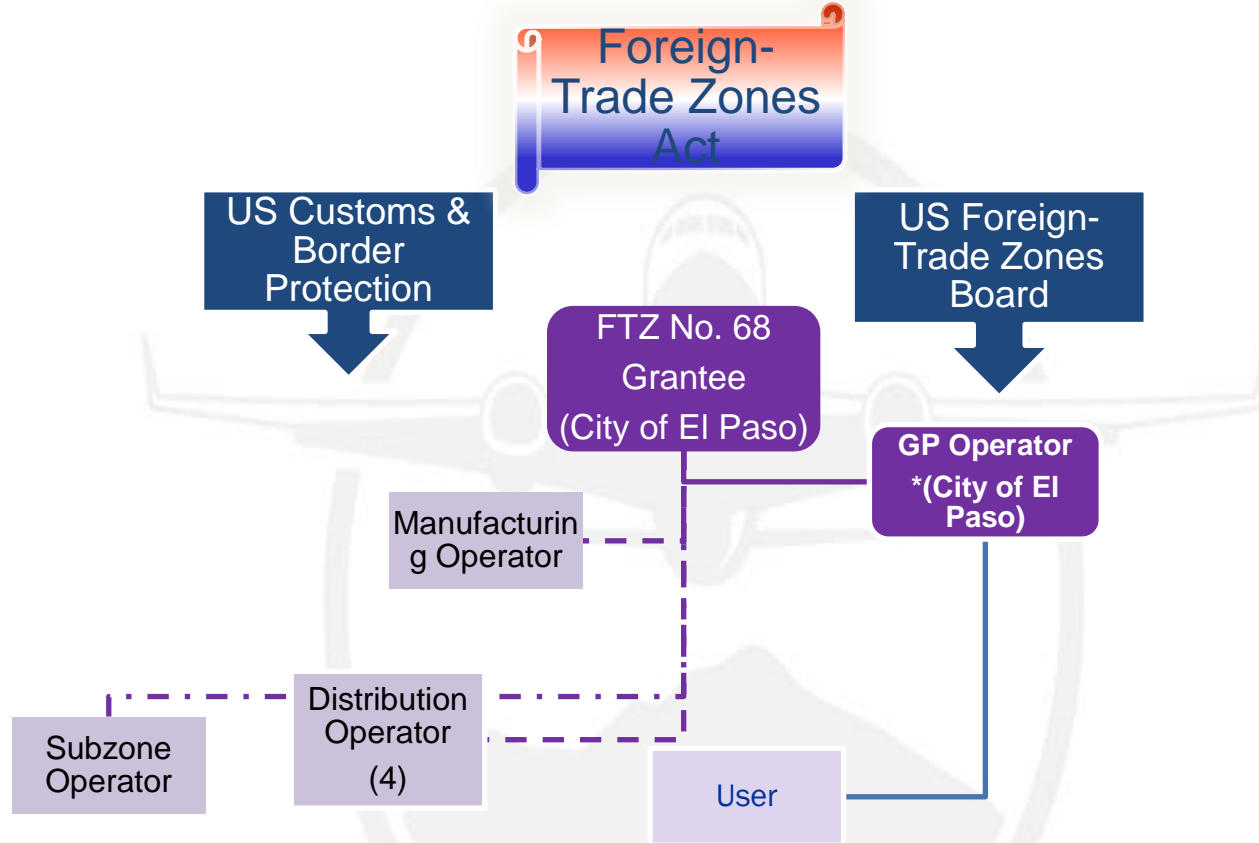 Foreign-
Trade Zones
Act
US Customs &
Border
Protection
US Foreign-
Trade Zones
Board
FTZ No. 68
Grantee
(City of El Paso)
GP Operator
*(City of El
Paso)
Manufacturin
g Operator
Distribution
Operator
(4)
Subzone
Operator
User